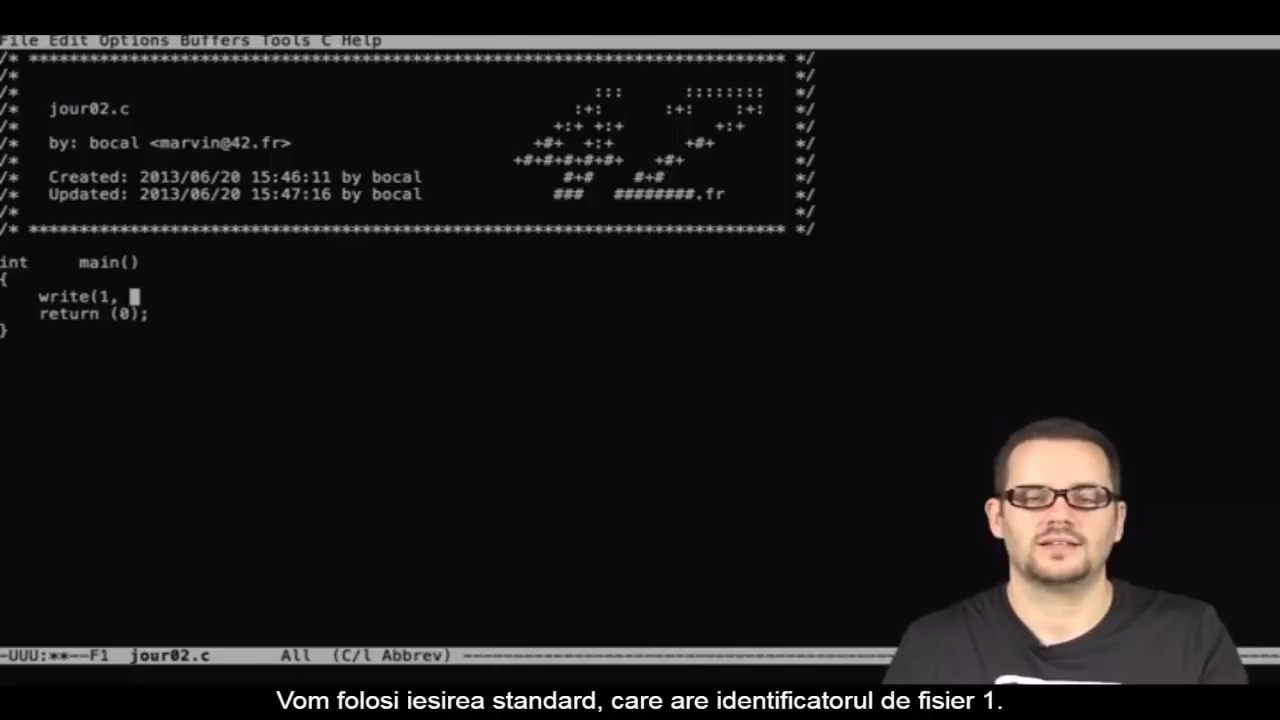 File Edit Options Buffers Tools C Help
/* ************************************************************************** */
/*                                                                            */
/*                                                        :::      ::::::::   */
/*   jour02.c                                           :+:      :+:    :+:   */
/*                                                    +:+ +:+         +:+     */
/*   by: bocal <marvin@42.fr>                       +#+  +:+       +#+        */
/*                                                +#+#+#+#+#+   +#+           */
/*   Created: 2013/06/20 15:46:11 by bocal             #+#    #+#             */
/*   Updated: 2013/06/20 15:47:16 by bocal            ###   ########.fr       */
/*                                                                            */
/* ************************************************************************** */
int     main()
{
    write(1,
    return (0);
}
-UUU:**--F1  jour02.c       All  (C/l Abbrev) --------------------------------------------
Vom folosi iesirea standard, care are identificatorul de fisier 1.